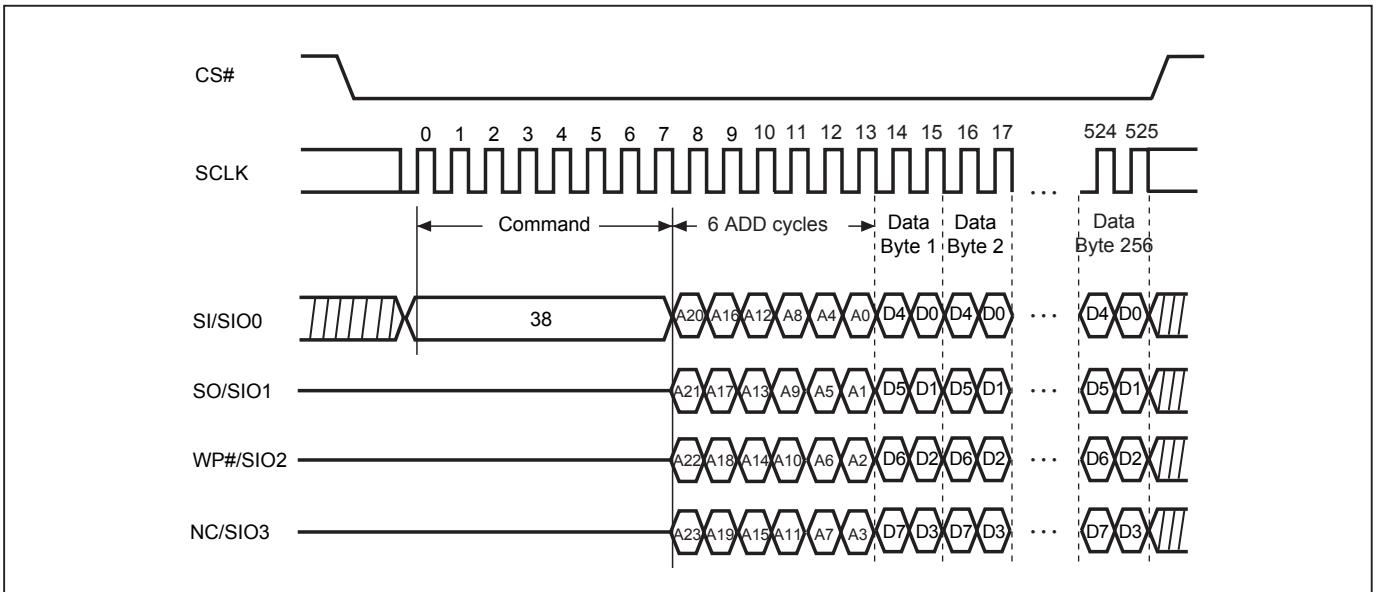 CS#
0 1 2 3 4 5 6 7 8 9 10 11 12 13 14 15 16 17 524 525
SCLK
...
Command 6 ADD cycles Data Data Data
Byte 1 Byte 2 Byte 256
SI/SIO0 38 A20 A16 A12 A8 A4 A0 D4 D0 D4 D0 ... D4 D0
SO/SIO1 A21 A17 A13 A9 A5 A1 D5 D1 D5 D1 ... D5 D1
WP#/SIO2 A22 A18 A14 A10 A6 A2 D6 D2 D6 D2 ... D6 D2
NC/SIO3 A23 A19 A15 A11 A7 A3 D7 D3 D7 D3 ... D7 D3